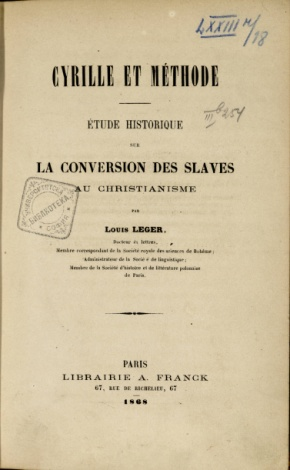 LXXIII 2/18
CYRILLE ET MÉTHODE
III b 254
ÉTUDE HISTORIQUE
SUR
LA CONVERSION DES SLAVES
AU CHRISTIANISME
PAR
LOUIS LEGER,
Docteur ès lettres,
Membre correspondant de la Société royale des sciences de Bohême;
Administrateur de la Société de linguistique;
Membre de la Société d'histoire et de littérature polonaise
de Paris.
БИБЛИОТЕКА
PARIS
LIBRAIRIE A. FRANCK
67, RUE DE RICHELIEU, 67
1868